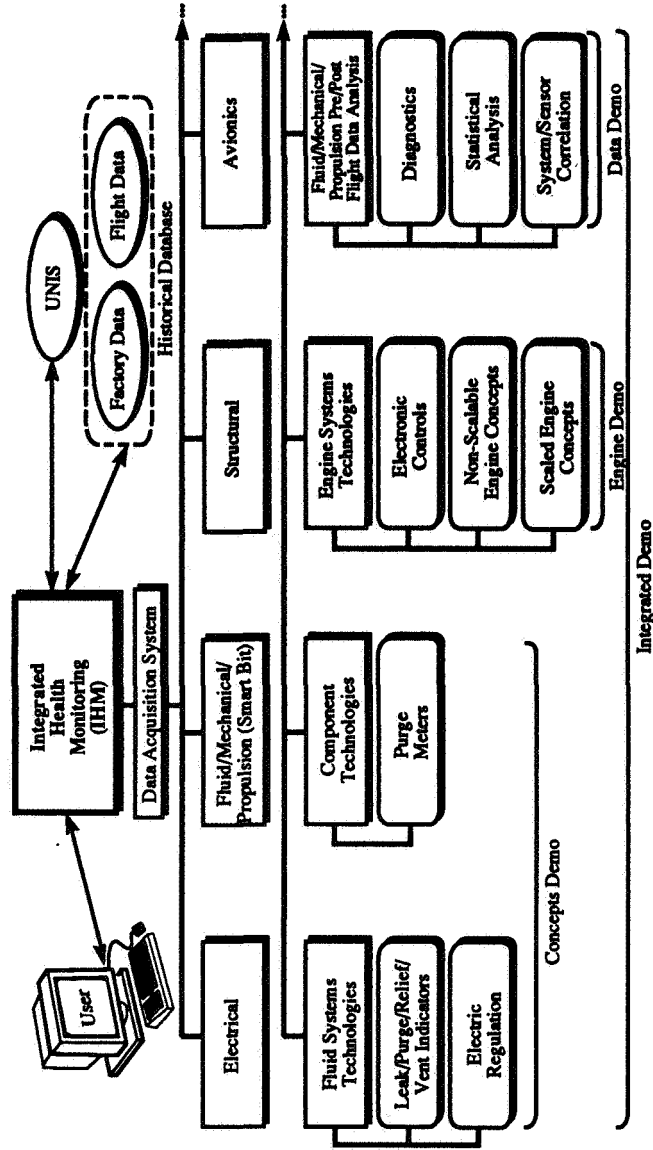 User
Integrated
Health
Monitoring
(IHM)
UNIS
Factory Data
Flight Data
Historical Database
Data Acquisition System
...
Electrical
Fluid/Mechanical/
Propulsion (Smart Bit)
Structural
Avionics
...
Fluid Systems
Technologies
Leak/Purge/Relief/
Vent Indicators
Electric
Regulation
Component
Technologies
Purge
Meters
Engine Systems
Technologies
Electronic
Controls
Non-Scalable
Engine Concepts
Scaled Engine
Concepts
Fluid/Mechanical/
Propulsion Pre/Post
Flight Data Analysis
Diagnostics
Statistical
Analysis
System/Sensor
Correlation
Concepts Demo
Engine Demo
Data Demo
Integrated Demo